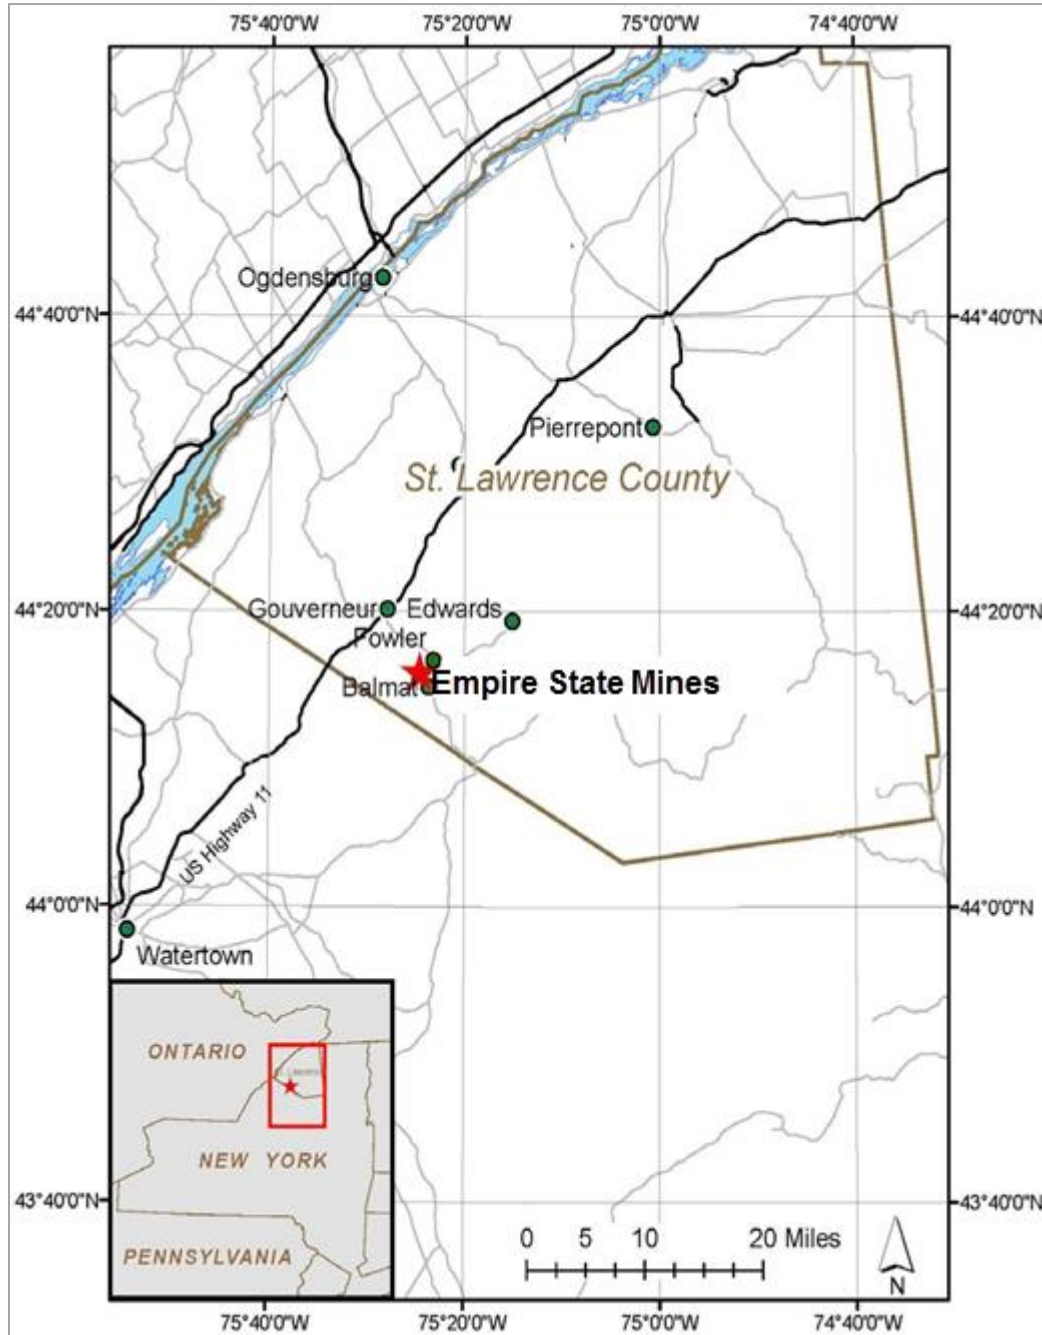 75°40'0"W
75°20'0"W
75°0'0"W
74°40'0"W
Ogdensburg
44°40'0"N
44°40'0"N
Pierrepont
St. Lawrence County
44°20'0"N
Gouverneur
Edwards
44°20'0"N
Fowler
Empire State Mines
Balmat
US Highway 11
44°0'0"N
44°0'0"N
Watertown
ONTARIO
St. Lawrence
NEW YORK
PENNSYLVANIA
43°40'0"N
43°40'0"N
0 5 10 20 Miles
N
75°40'0"W
75°20'0"W
75°0'0"W
74°40'0"W